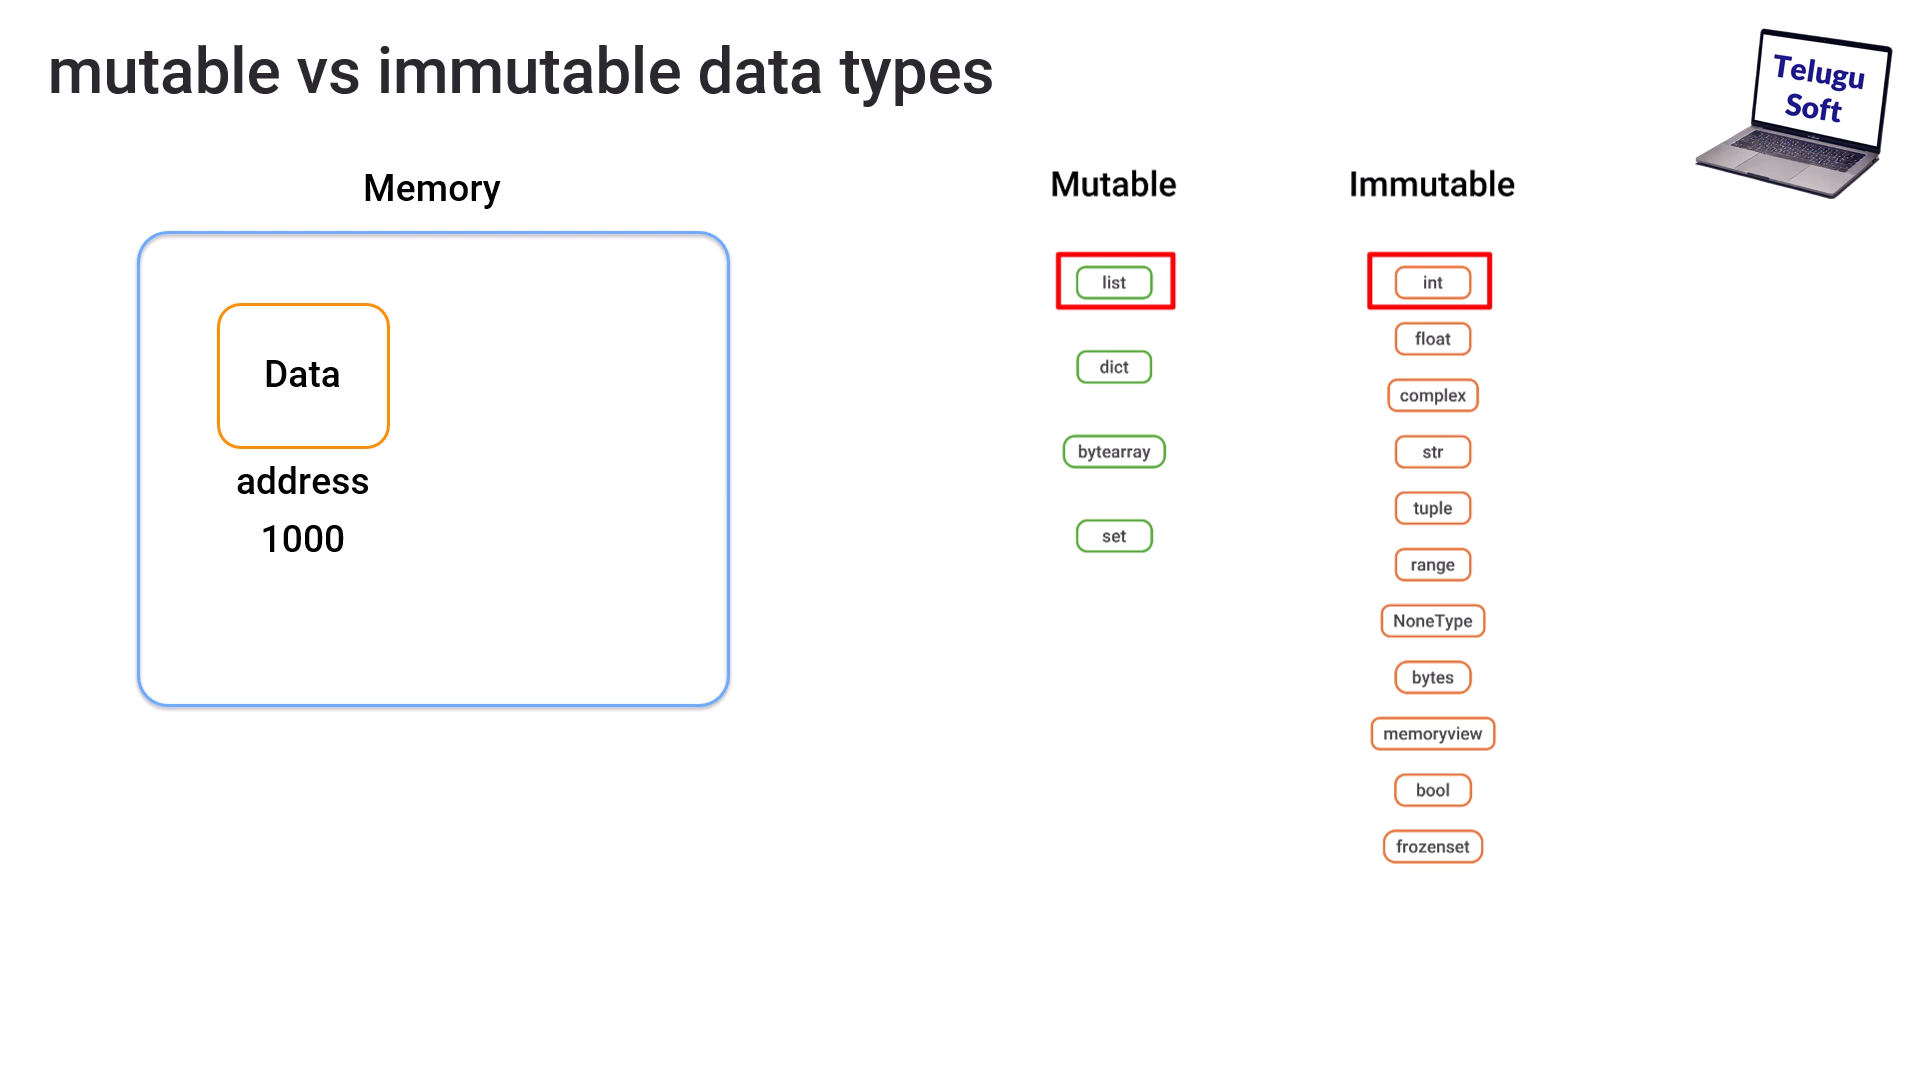 mutable vs immutable data types
Telugu
Soft
Memory
Data
address
1000
Mutable
list
dict
bytearray
set
Immutable
int
float
complex
str
tuple
range
NoneType
bytes
memoryview
bool
frozenset